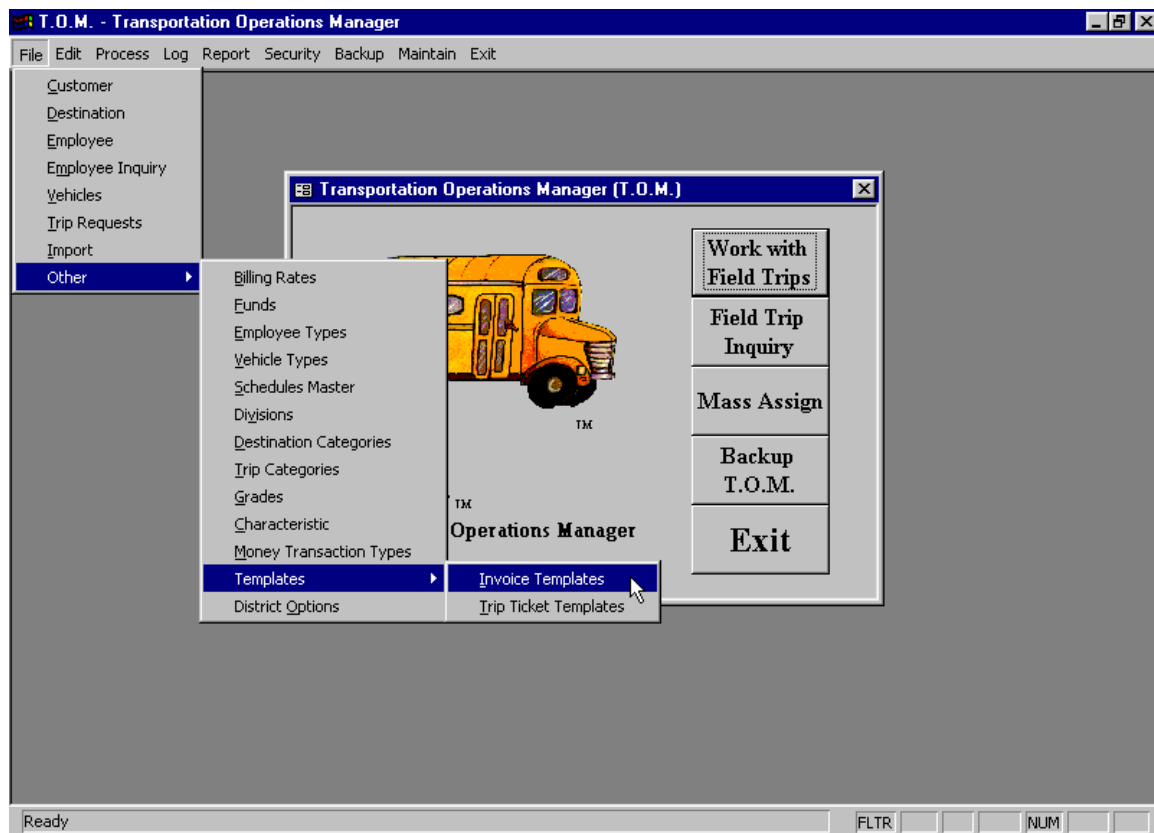 T.O.M. - Transportation Operations Manager
File Edit Process Log Report Security Backup Maintain Exit
Customer
Destination
Employee
Employee Inquiry
Vehicles
Trip Requests
Import
Other
Billing Rates
Funds
Employee Types
Vehicle Types
Schedules Master
Divisions
Destination Categories
Trip Categories
Grades
Characteristic
Money Transaction Types
Templates
District Options
Invoice Templates
Trip Ticket Templates
Transportation Operations Manager (T.O.M.)
TM
TM
Operations Manager
Work with
Field Trips
Field Trip
Inquiry
Mass Assign
Backup
T.O.M.
Exit
Ready
FLTR
NUM